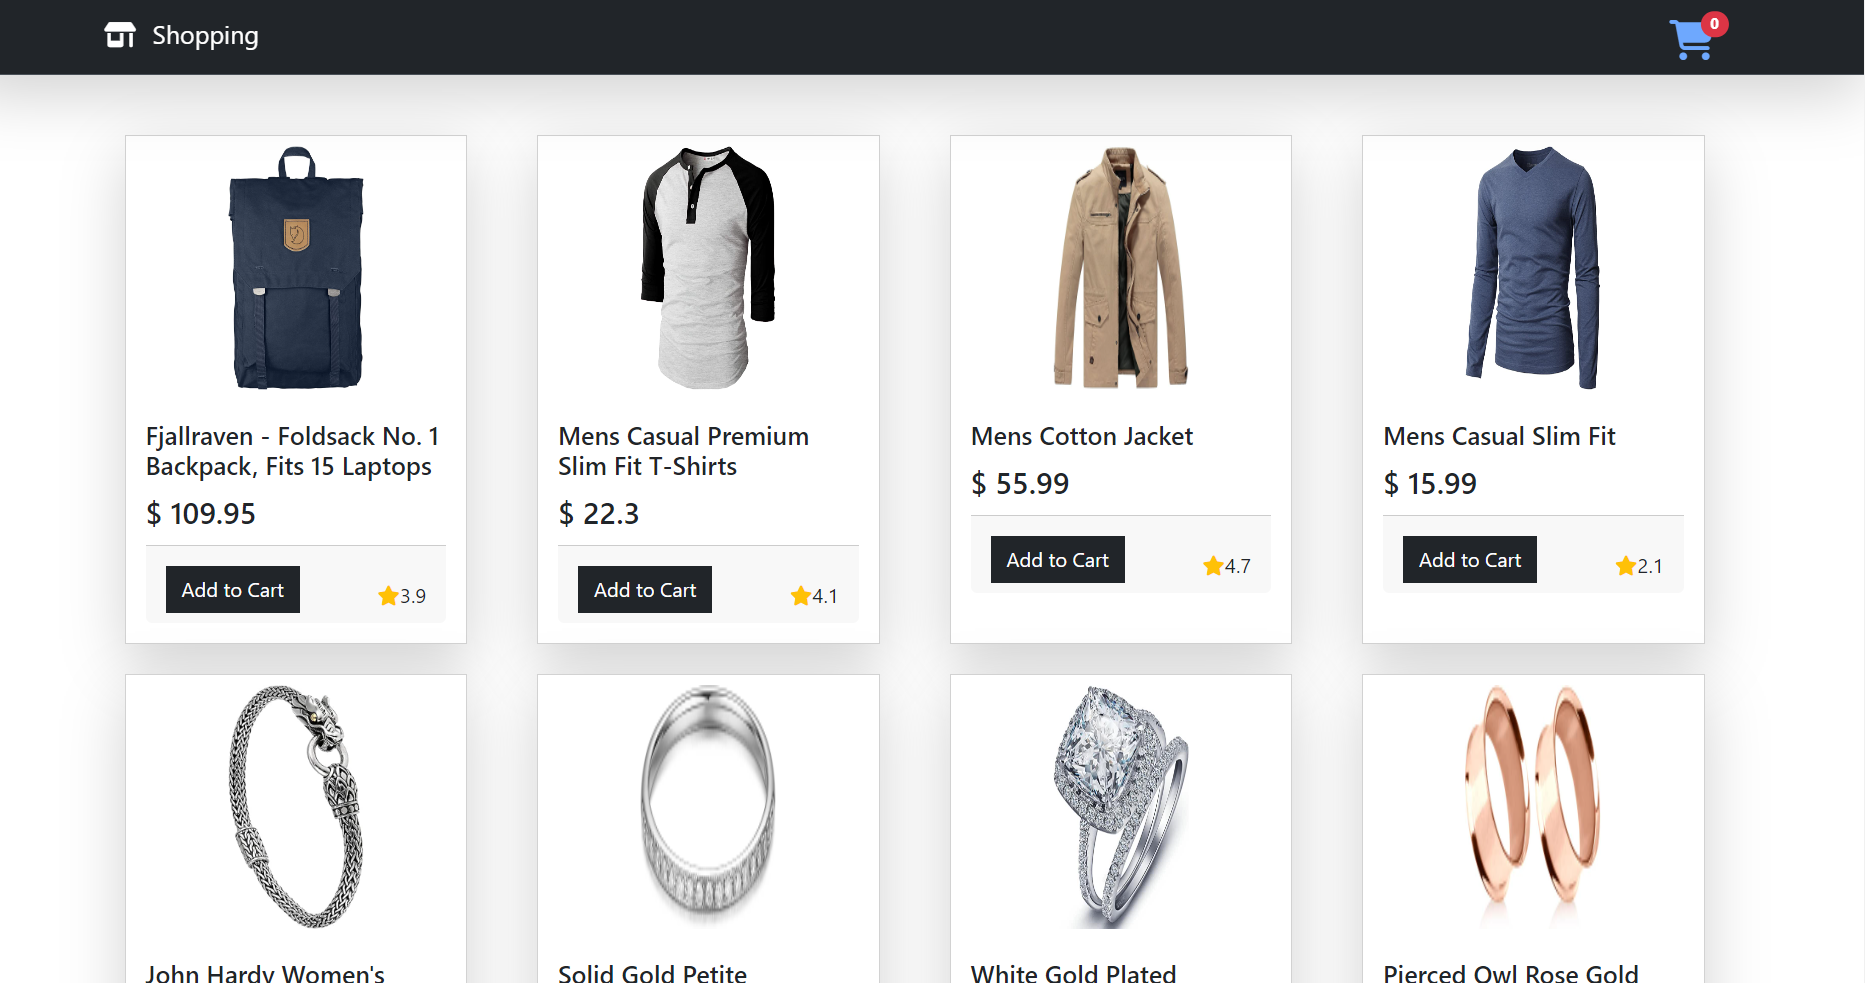 Shopping
0
Fjallraven - Foldsack No. 1
Backpack, Fits 15 Laptops
$ 109.95
Add to Cart
3.9
Mens Casual Premium
Slim Fit T-Shirts
$ 22.3
Add to Cart
4.1
Mens Cotton Jacket
$ 55.99
Add to Cart
4.7
Mens Casual Slim Fit
$ 15.99
Add to Cart
2.1
John Hardy Women's
Solid Gold Petite
White Gold Plated
Pierced Owl Rose Gold